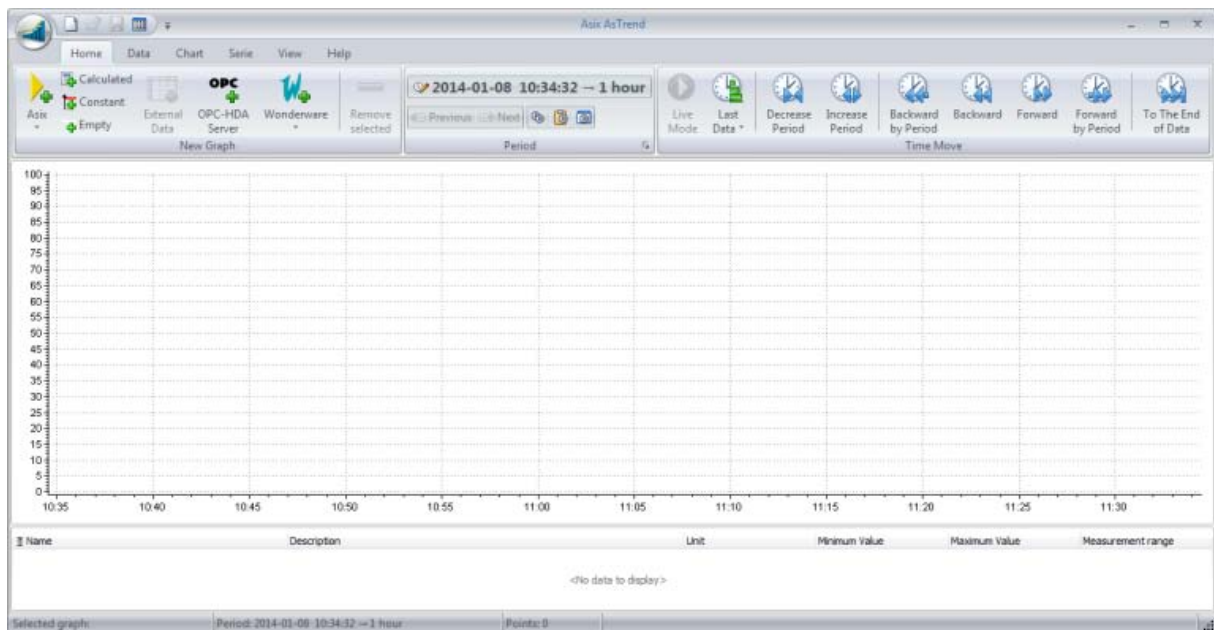 Asix AsTrend
Home Data Chart Serie View Help
Asix
Calculated
Constant
Empty
External Data
OPC
OPC-HDA Server
Wonderware
Remove selected
New Graph
2014-01-08 10:34:32 → 1 hour
Previous Next
Period
Live Mode
Last Data
Decrease Period
Increase Period
Backward by Period
Backward
Forward
Forward by Period
To The End of Data
Time Move
100
95
90
85
80
75
70
65
60
55
50
45
40
35
30
25
20
15
10
5
0
10:35 10:40 10:45 10:50 10:55 11:00 11:05 11:10 11:15 11:20 11:25 11:30
Name Description Unit Minimum Value Maximum Value Measurement range
<No data to display>
Selected graph: Period: 2014-01-08 10:34:32 → 1 hour Points: 0